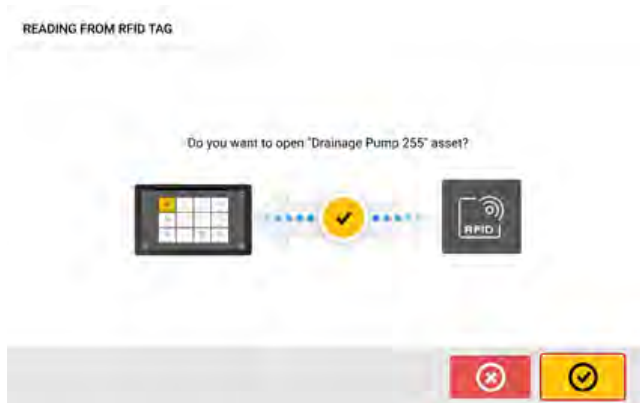 READING FROM RFID TAG
Do you want to open "Drainage Pump 255" asset?
RFID